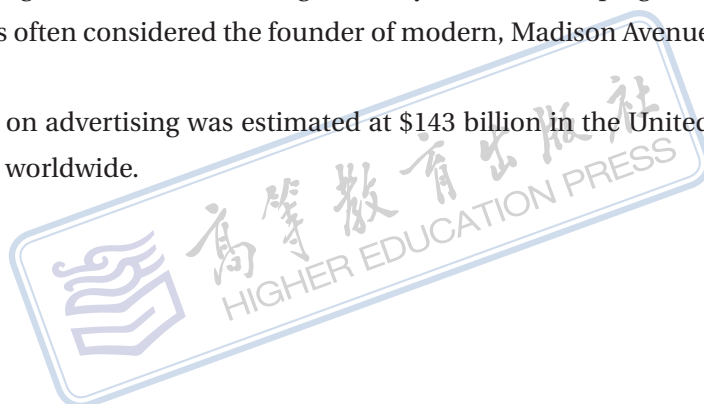 s often considered the founder of modern, Madison Avenue
on advertising was estimated at $143 billion in the United
worldwide.
高等教育出版社
HIGHER EDUCATION PRESS